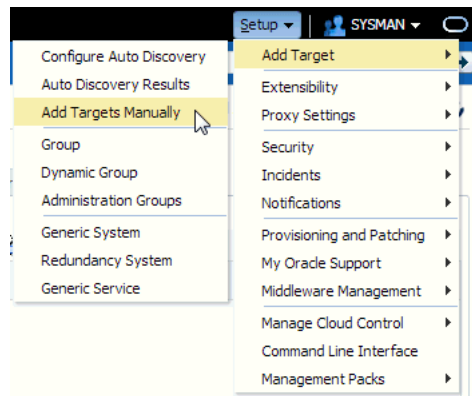 Setup
SYSMAN
Configure Auto Discovery
Auto Discovery Results
Add Targets Manually
Group
Dynamic Group
Administration Groups
Generic System
Redundancy System
Generic Service
Add Target
Extensibility
Proxy Settings
Security
Incidents
Notifications
Provisioning and Patching
My Oracle Support
Middleware Management
Manage Cloud Control
Command Line Interface
Management Packs